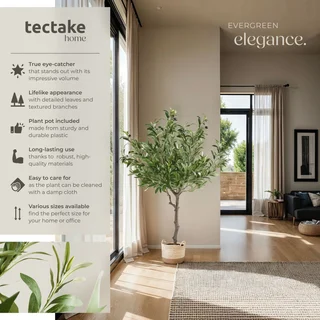 tectake
home
EVERGREEN
elegance.
True eye-catcher
that stands out with its
impressive volume
Lifelike appearance
with detailed leaves and
textured branches
Plant pot included
made from sturdy and
durable plastic
Long-lasting use
thanks to robust, high-
quality materials
Easy to care for
as the plant can be cleaned
with a damp cloth
Various sizes available
find the perfect size for
your home or office